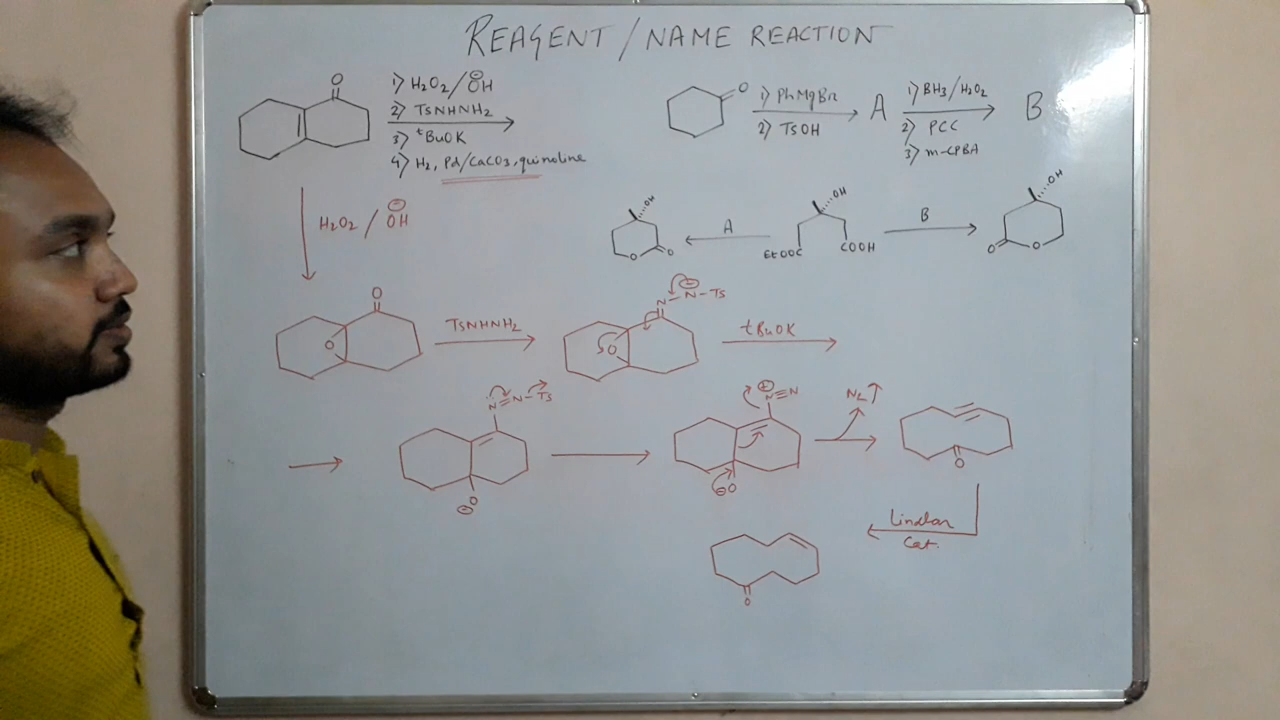 REAGENT / NAME REACTION
O
1) H2O2 / ⊖OH
2) TSNHNH2
3) tBuOK
4) H2, Pd/CaCO3, quinoline
O
1) PhMgBr
2) TsOH
A
1) BH3/H2O2
2) PCC
3) m-CPBA
B
H2O2 / ⊖OH
OH
O
O
A
OH
EtOOC
COOH
B
OH
O
O
O
O
TSNHNH2
N-N⊖-Ts
O
tBuOK
N=N-Ts
⊖O
⊕N≡N
⊖O
N2↑
O
Lindlar
Cat.
O